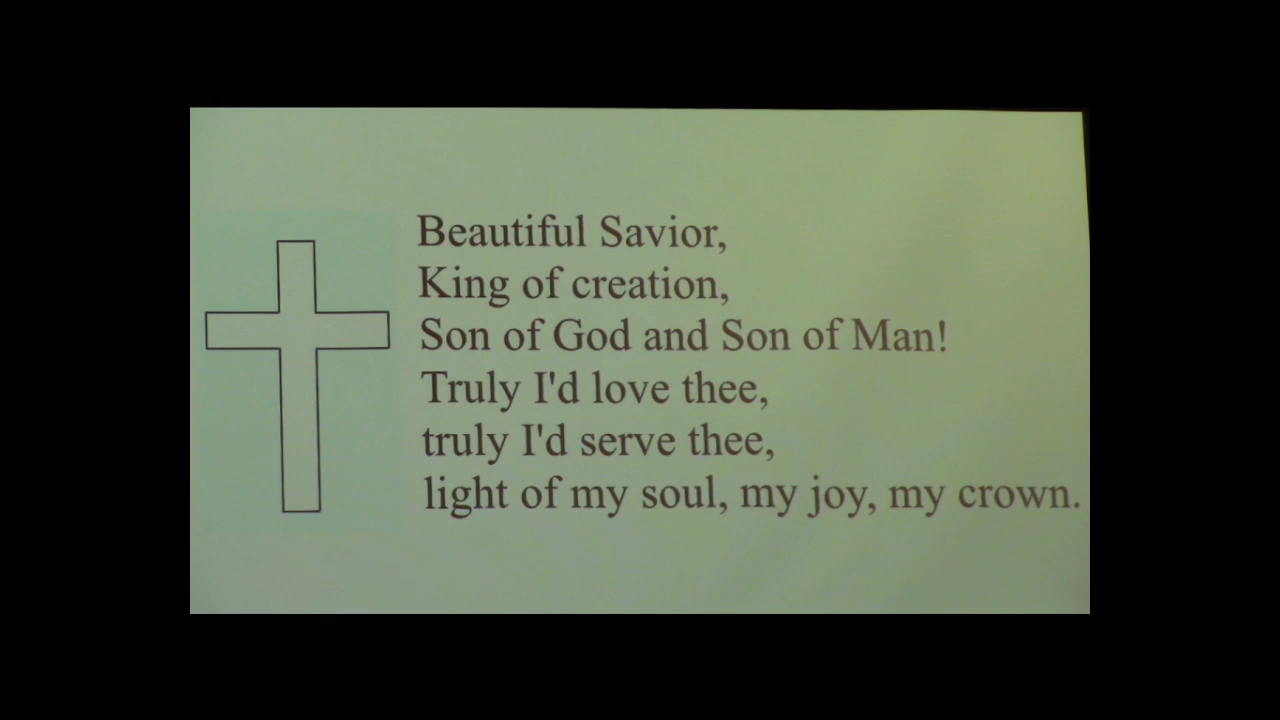 Beautiful Savior,
King of creation,
Son of God and Son of Man!
Truly I'd love thee,
truly I'd serve thee,
light of my soul, my joy, my crown.